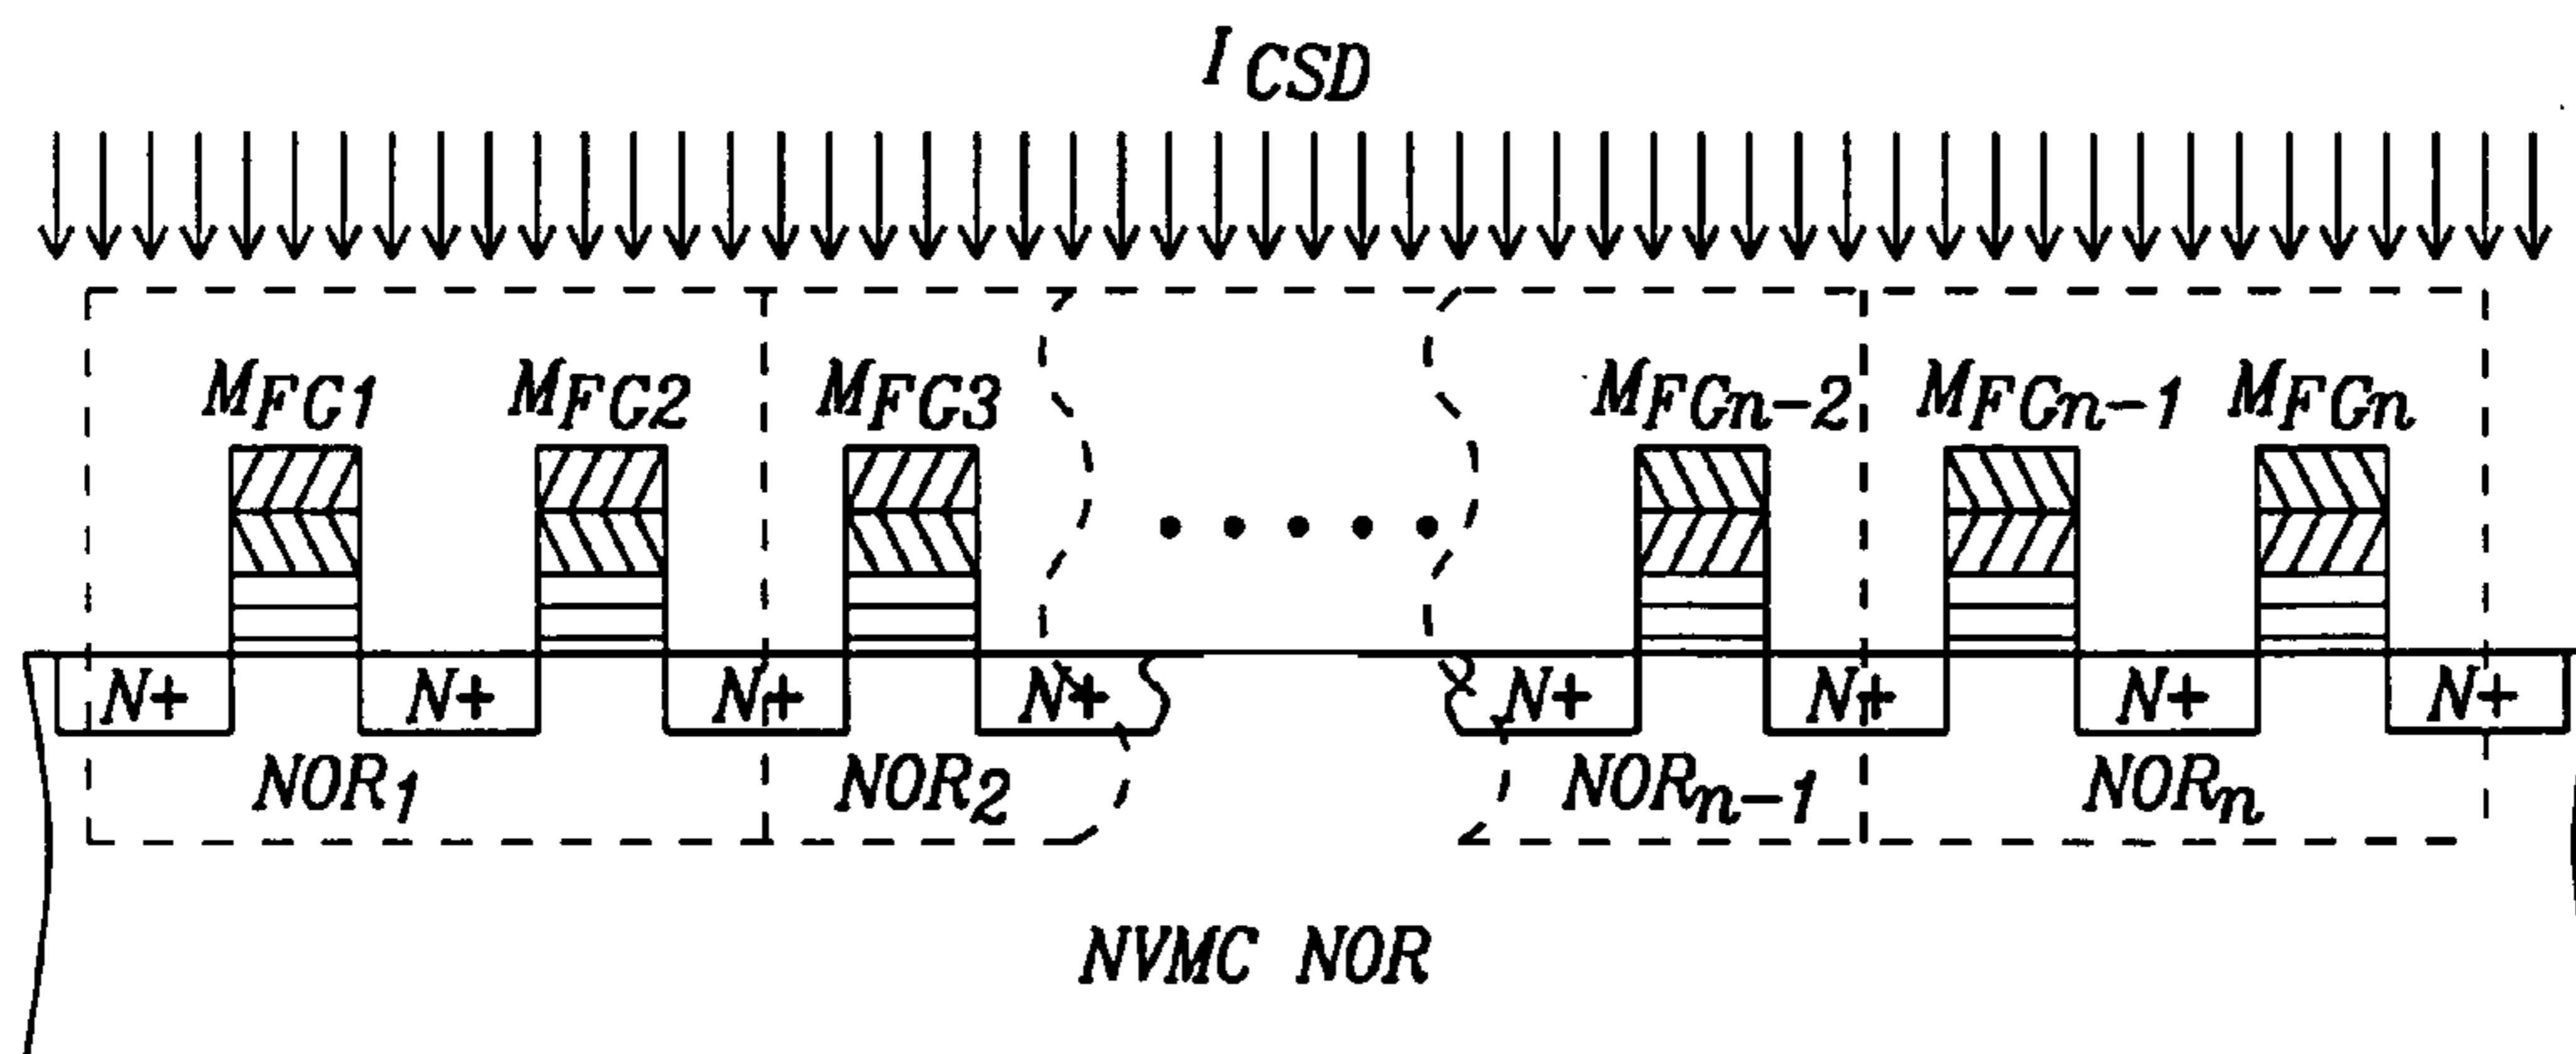 I CSD
MFG1 MFG2 MFG3 MFGn-2 MFGn-1 MFGn
N+ N+ N+ N+ N+ N+ N+ N+
NOR1 NOR2 NORn-1 NORn
NVMC NOR